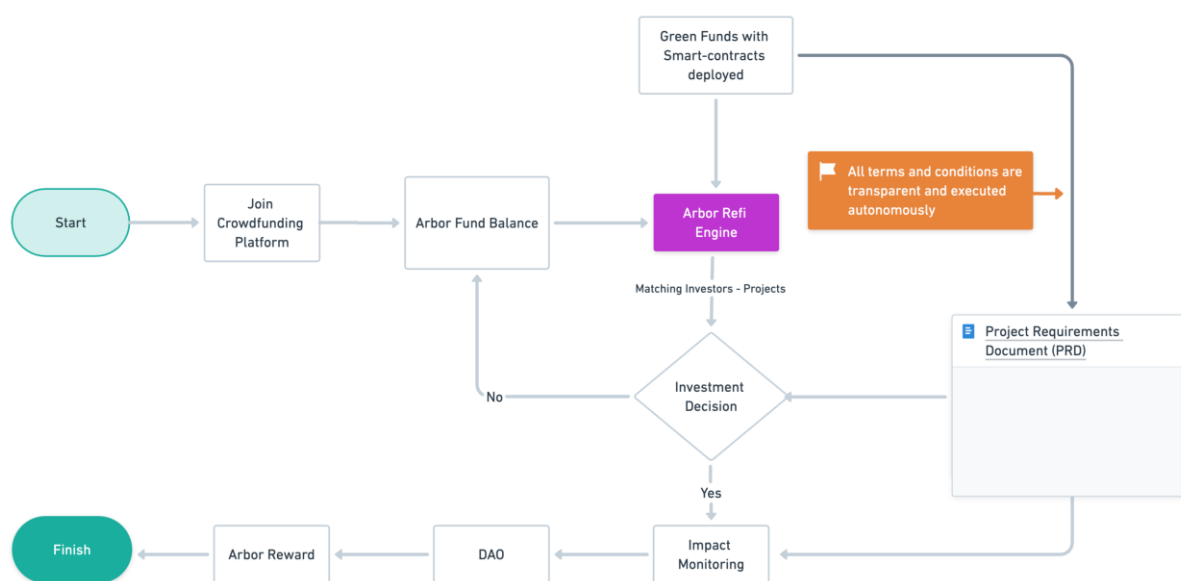 Green Funds with
Smart-contracts
deployed
All terms and conditions are
transparent and executed
autonomously
Start
Join
Crowdfunding
Platform
Arbor Fund Balance
Arbor Refi
Engine
Matching Investors - Projects
Project Requirements
Document (PRD)
Investment
Decision
No
Yes
Finish
Arbor Reward
DAO
Impact
Monitoring